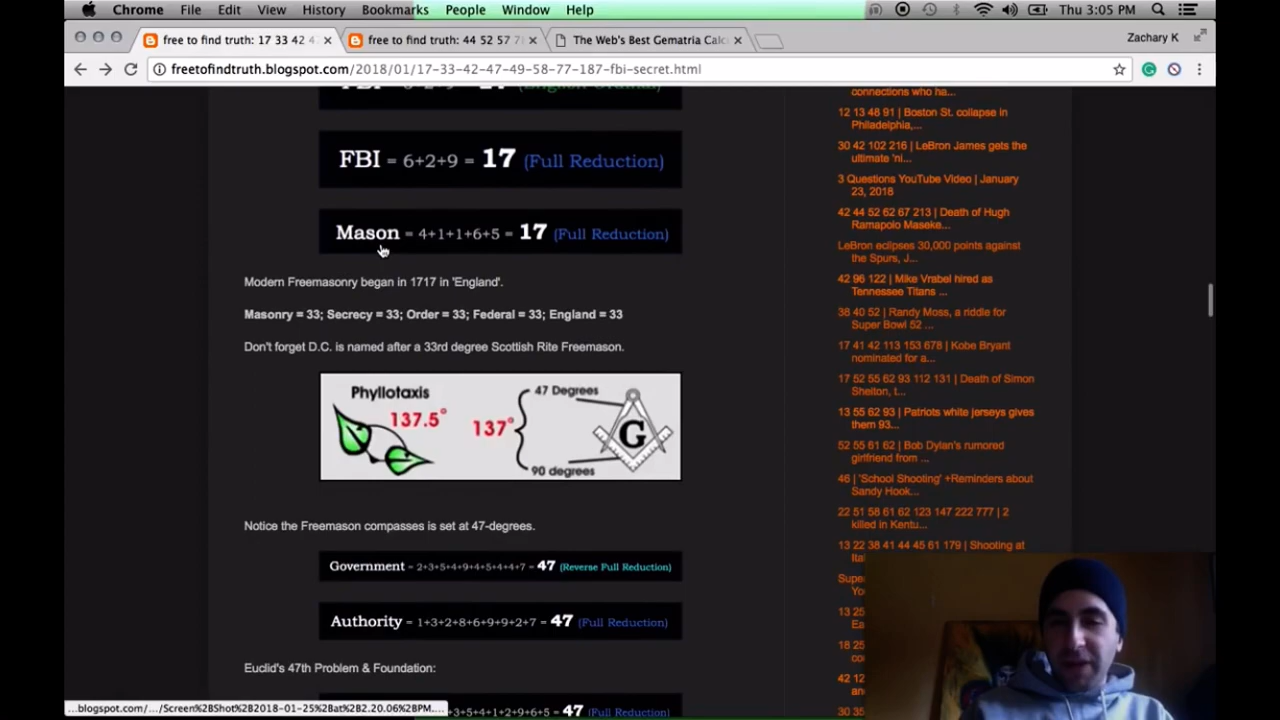 Chrome File Edit View History Bookmarks People Window Help Thu 3:05 PM
free to find truth: 17 33 42 4
free to find truth: 44 52 57 7
The Web's Best Gematria Calc
Zachary K
freetofindtruth.blogspot.com/2018/01/17-33-42-47-49-58-77-187-fbi-secret.html
FBI = 6+2+9 = 17 (Full Reduction)
Mason = 4+1+1+6+5 = 17 (Full Reduction)
Modern Freemasonry began in 1717 in 'England'.
Masonry = 33; Secrecy = 33; Order = 33; Federal = 33; England = 33
Don't forget D.C. is named after a 33rd degree Scottish Rite Freemason.
Phyllotaxis
137.5°
137°
47 Degrees
G
90 degrees
Notice the Freemason compasses is set at 47-degrees.
Government = 2+3+5+4+9+4+5+4+4+7 = 47 (Reverse Full Reduction)
Authority = 1+3+2+8+6+9+9+2+7 = 47 (Full Reduction)
Euclid's 47th Problem & Foundation:
+3+5+4+1+2+9+6+5 = 47 (Full Reduction)
connections who ha...
12 13 48 91 | Boston St. collapse in
Philadelphia,...
30 42 102 216 | LeBron James gets the
ultimate 'ni...
3 Questions YouTube Video | January
23, 2018
42 44 52 62 67 213 | Death of Hugh
Ramapolo Maseke...
LeBron eclipses 30,000 points against
the Spurs, J...
42 96 122 | Mike Vrabel hired as
Tennessee Titans ...
38 40 52 | Randy Moss, a riddle for
Super Bowl 52 ...
17 41 42 113 153 678 | Kobe Bryant
nominated for a...
17 52 55 62 93 112 131 | Death of Simon
Shelton, t...
13 55 62 93 | Patriots white jerseys gives
them 93...
52 55 61 62 | Bob Dylan's rumored
girlfriend from ...
46 | 'School Shooting' +Reminders about
Sandy Hook...
22 51 58 61 62 123 147 222 777 | 2
killed in Kentu...
13 22 38 41 44 45 61 179 | Shooting at
...blogspot.com/.../Screen%2BShot%2B2018-01-25%2Bat%2B2.20.06%2BPM....